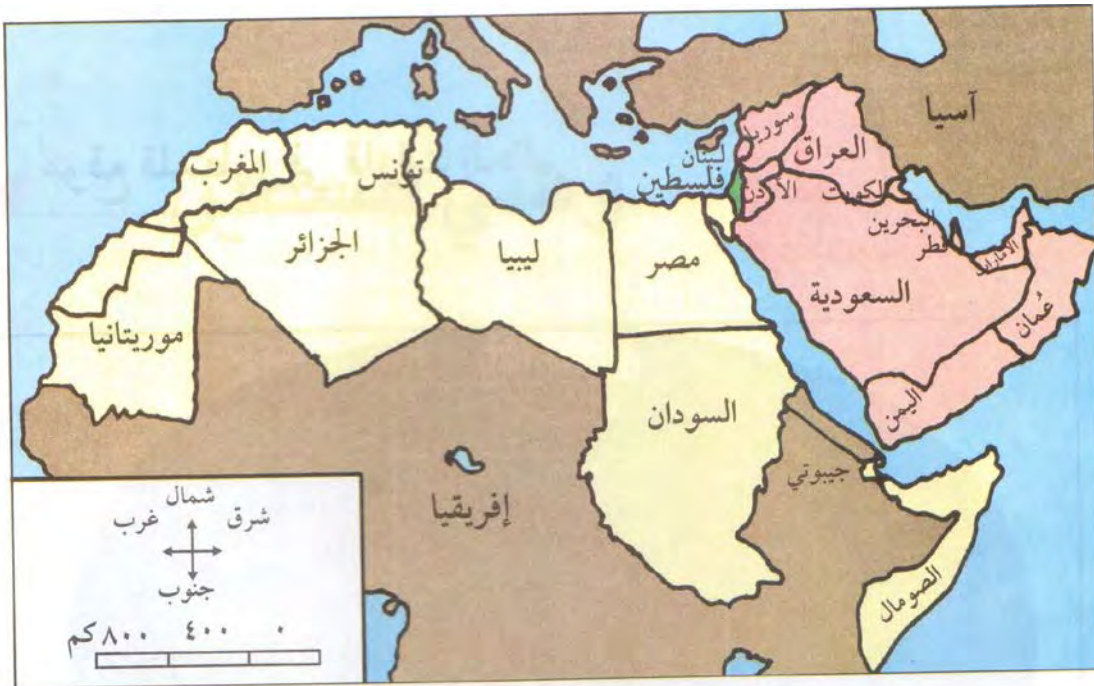 آسيا
سوريا
العراق
لبنان
فلسطين
الأردن
الكويت
البحرين
قطر
الامارات
السعودية
عُمان
اليمن
المغرب
تونس
الجزائر
ليبيا
مصر
موريتانيا
السودان
جيبوتي
إفريقيا
الصومال
شمال
شرق
غرب
جنوب
٠ ٤٠٠ ٨٠٠ كم